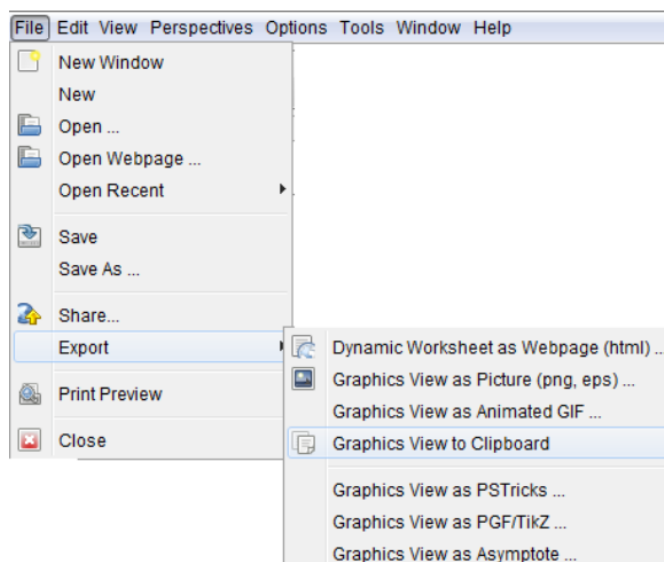 File Edit View Perspectives Options Tools Window Help
New Window
New
Open ...
Open Webpage ...
Open Recent
Save
Save As ...
Share...
Export
Print Preview
Close
Dynamic Worksheet as Webpage (html) ...
Graphics View as Picture (png, eps) ...
Graphics View as Animated GIF ...
Graphics View to Clipboard
Graphics View as PSTricks ...
Graphics View as PGF/TikZ ...
Graphics View as Asymptote ...